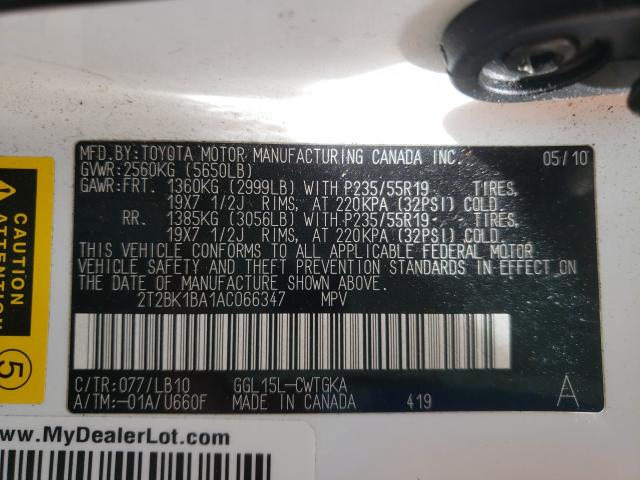 MFD. BY: TOYOTA MOTOR MANUFACTURING CANADA INC. 05/10
GVWR: 2560KG (5650LB)
GAWR: FRT. 1360KG (2999LB) WITH P235/55R19 TIRES,
19X7 1/2J RIMS, AT 220KPA (32PSI) COLD.
RR. 1385KG (3056LB) WITH P235/55R19 TIRES,
19X7 1/2J RIMS, AT 220KPA (32PSI) COLD.
THIS VEHICLE CONFORMS TO ALL APPLICABLE FEDERAL MOTOR
VEHICLE SAFETY AND THEFT PREVENTION STANDARDS IN EFFECT ON
THE DATE OF MANUFACTURE SHOWN ABOVE.
2T2BK1BA1AC066347 MPV
C/TR: 077/LB10 GGL15L-CWTGKA A
A/TM: -01A/U660F MADE IN CANADA 419
CAUTION
5
www.MyDealerLot.com